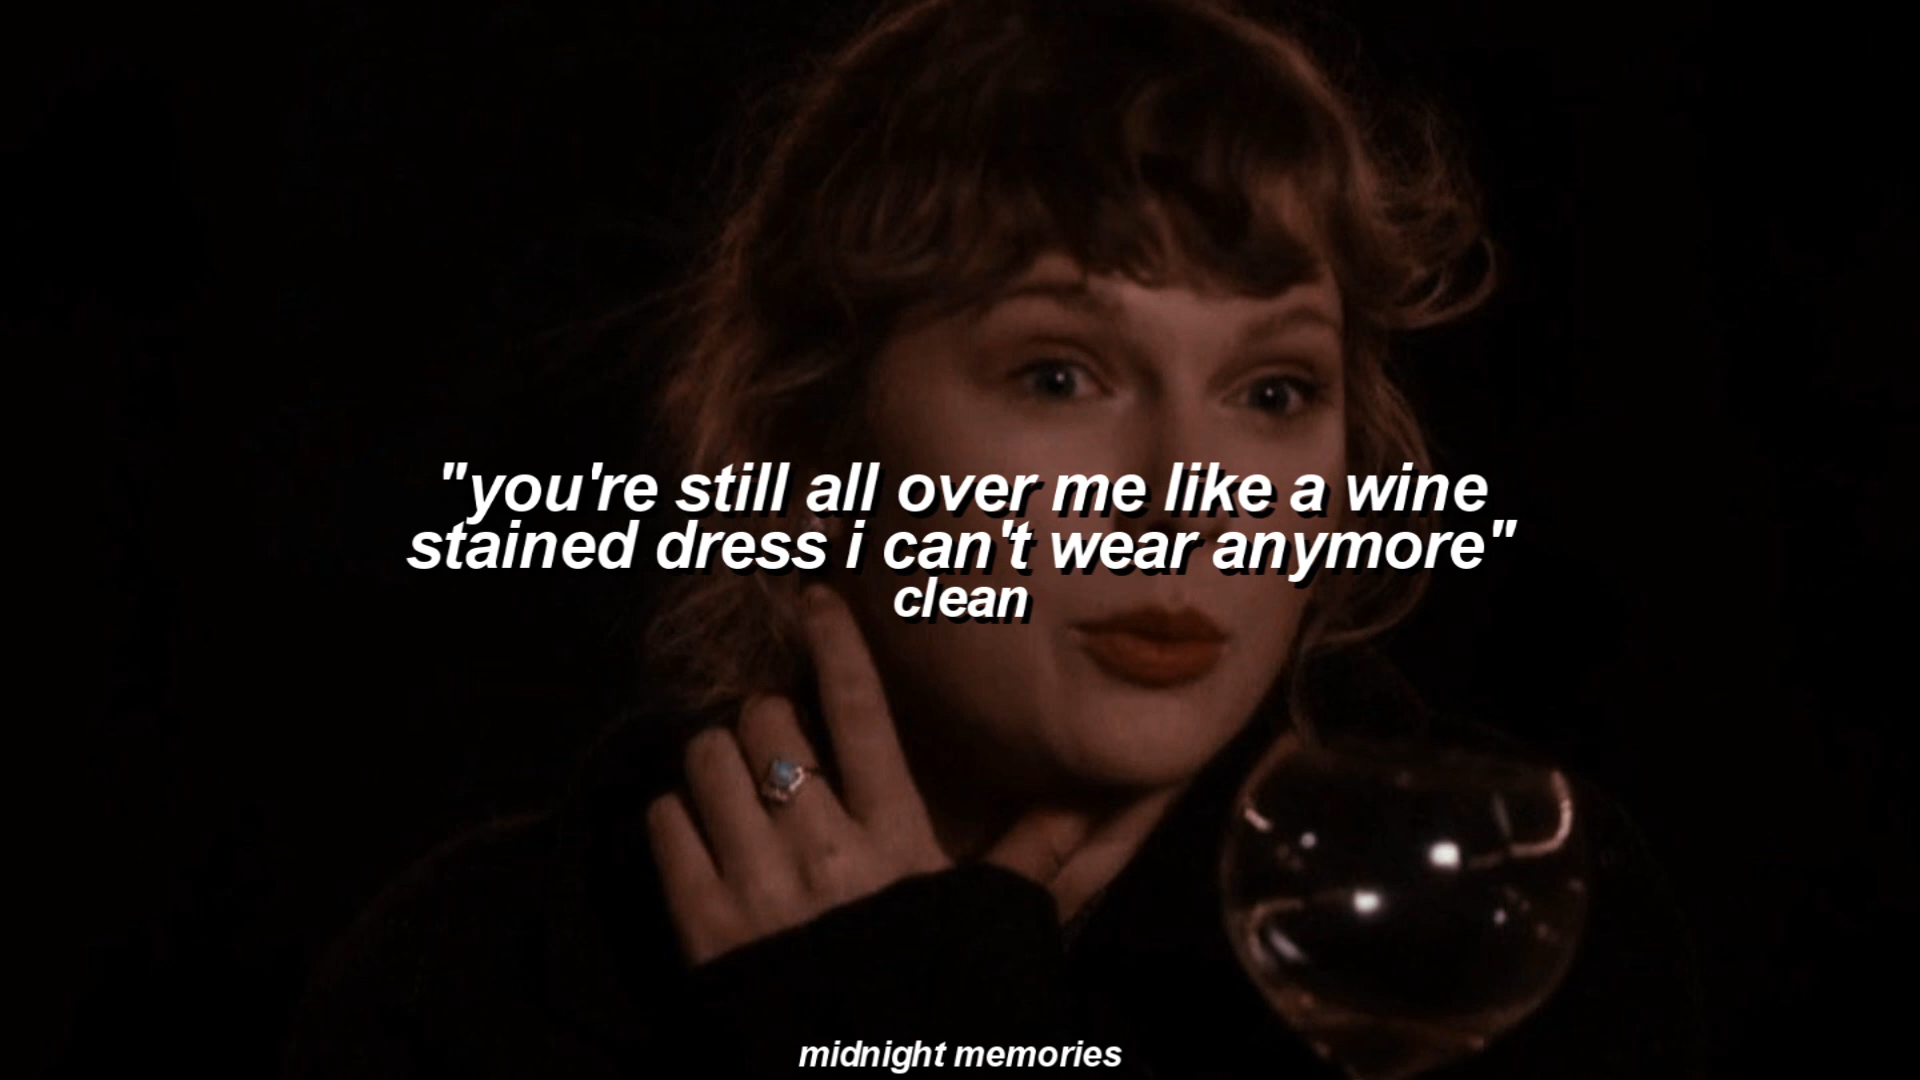 "you're still all over me like a wine
stained dress i can't wear anymore"
clean
midnight memories